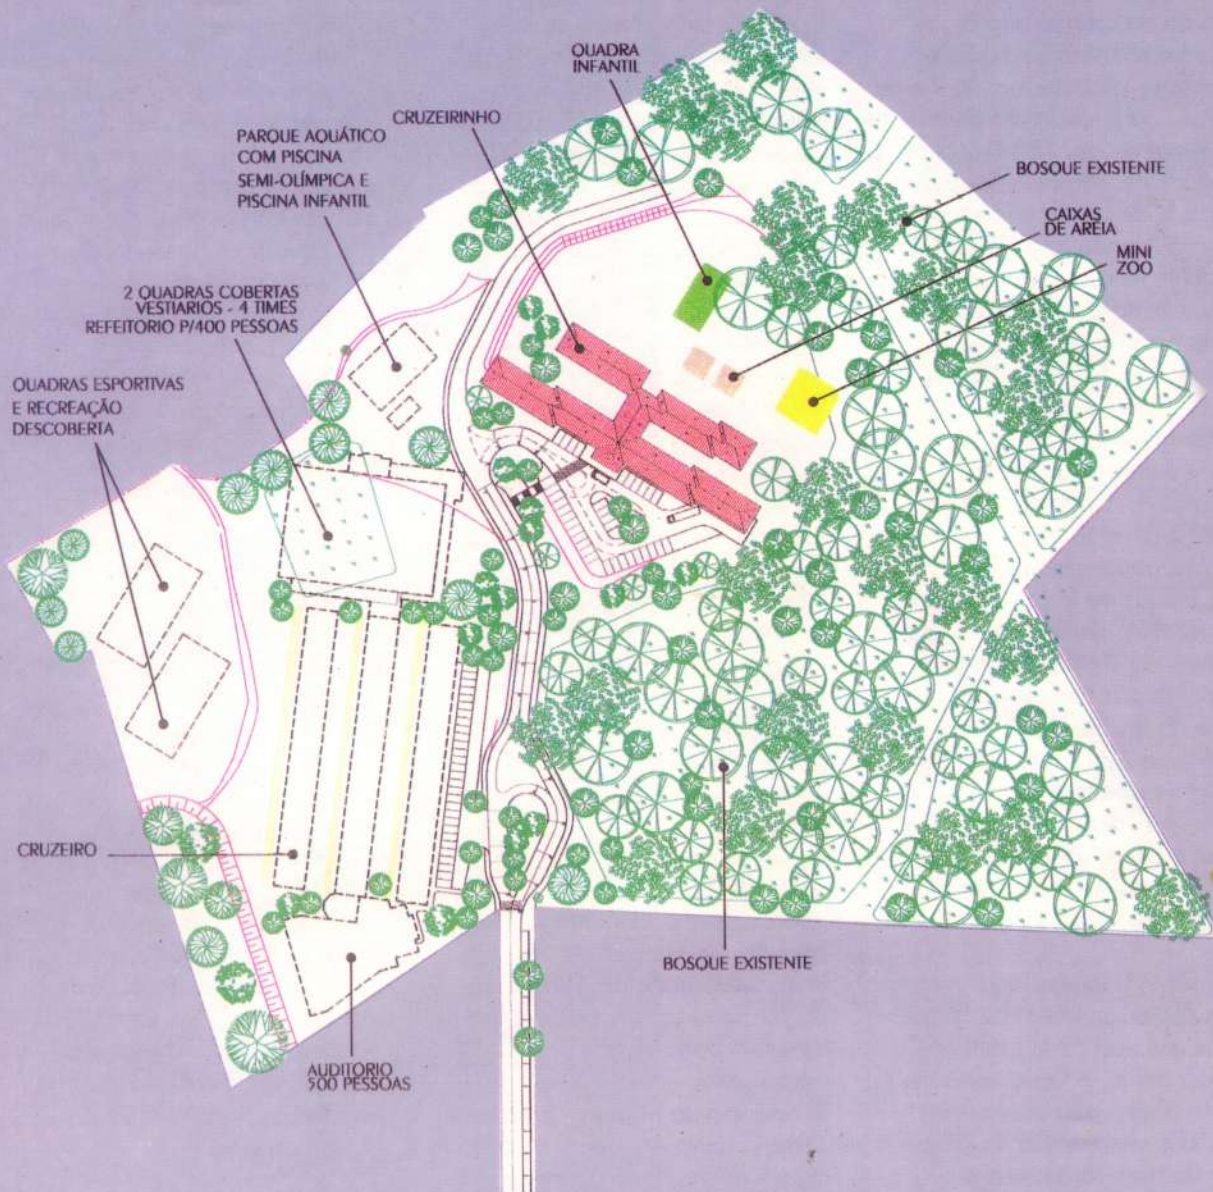 QUADRA
INFANTIL
CRUZEIRINHO
PARQUE AQUÁTICO
COM PISCINA
SEMI-OLÍMPICA E
PISCINA INFANTIL
BOSQUE EXISTENTE
CAIXAS
DE AREIA
MINI
ZOO
2 QUADRAS COBERTAS
VESTIARIOS - 4 TIMES
REFEITORIO P/400 PESSOAS
QUADRAS ESPORTIVAS
E RECREAÇÃO
DESCOBERTA
CRUZEIRO
BOSQUE EXISTENTE
AUDITORIO
500 PESSOAS